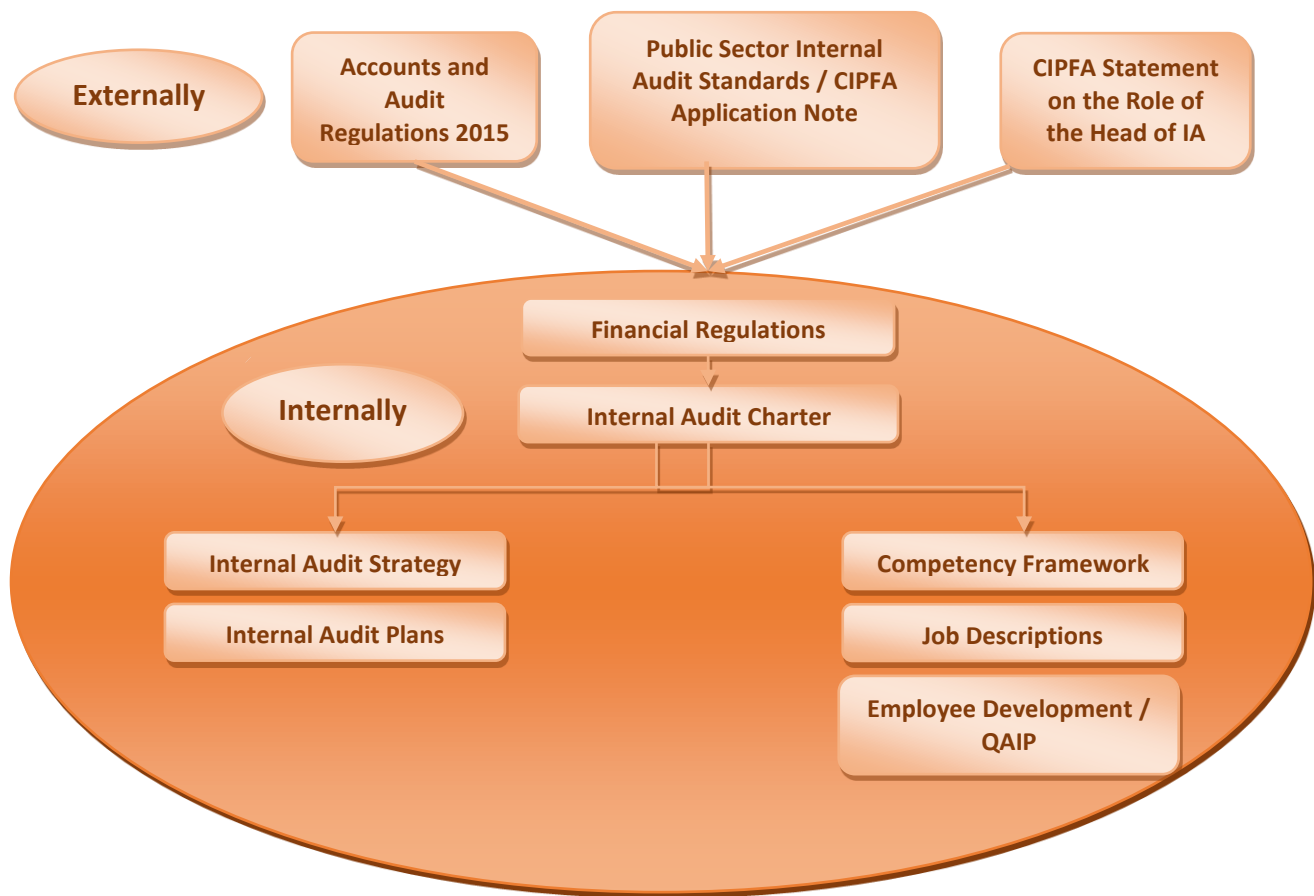 Externally
Accounts and
Audit
Regulations 2015
Public Sector Internal
Audit Standards / CIPFA
Application Note
CIPFA Statement
on the Role of
the Head of IA
Financial Regulations
Internally
Internal Audit Charter
Internal Audit Strategy
Internal Audit Plans
Competency Framework
Job Descriptions
Employee Development /
QAIP